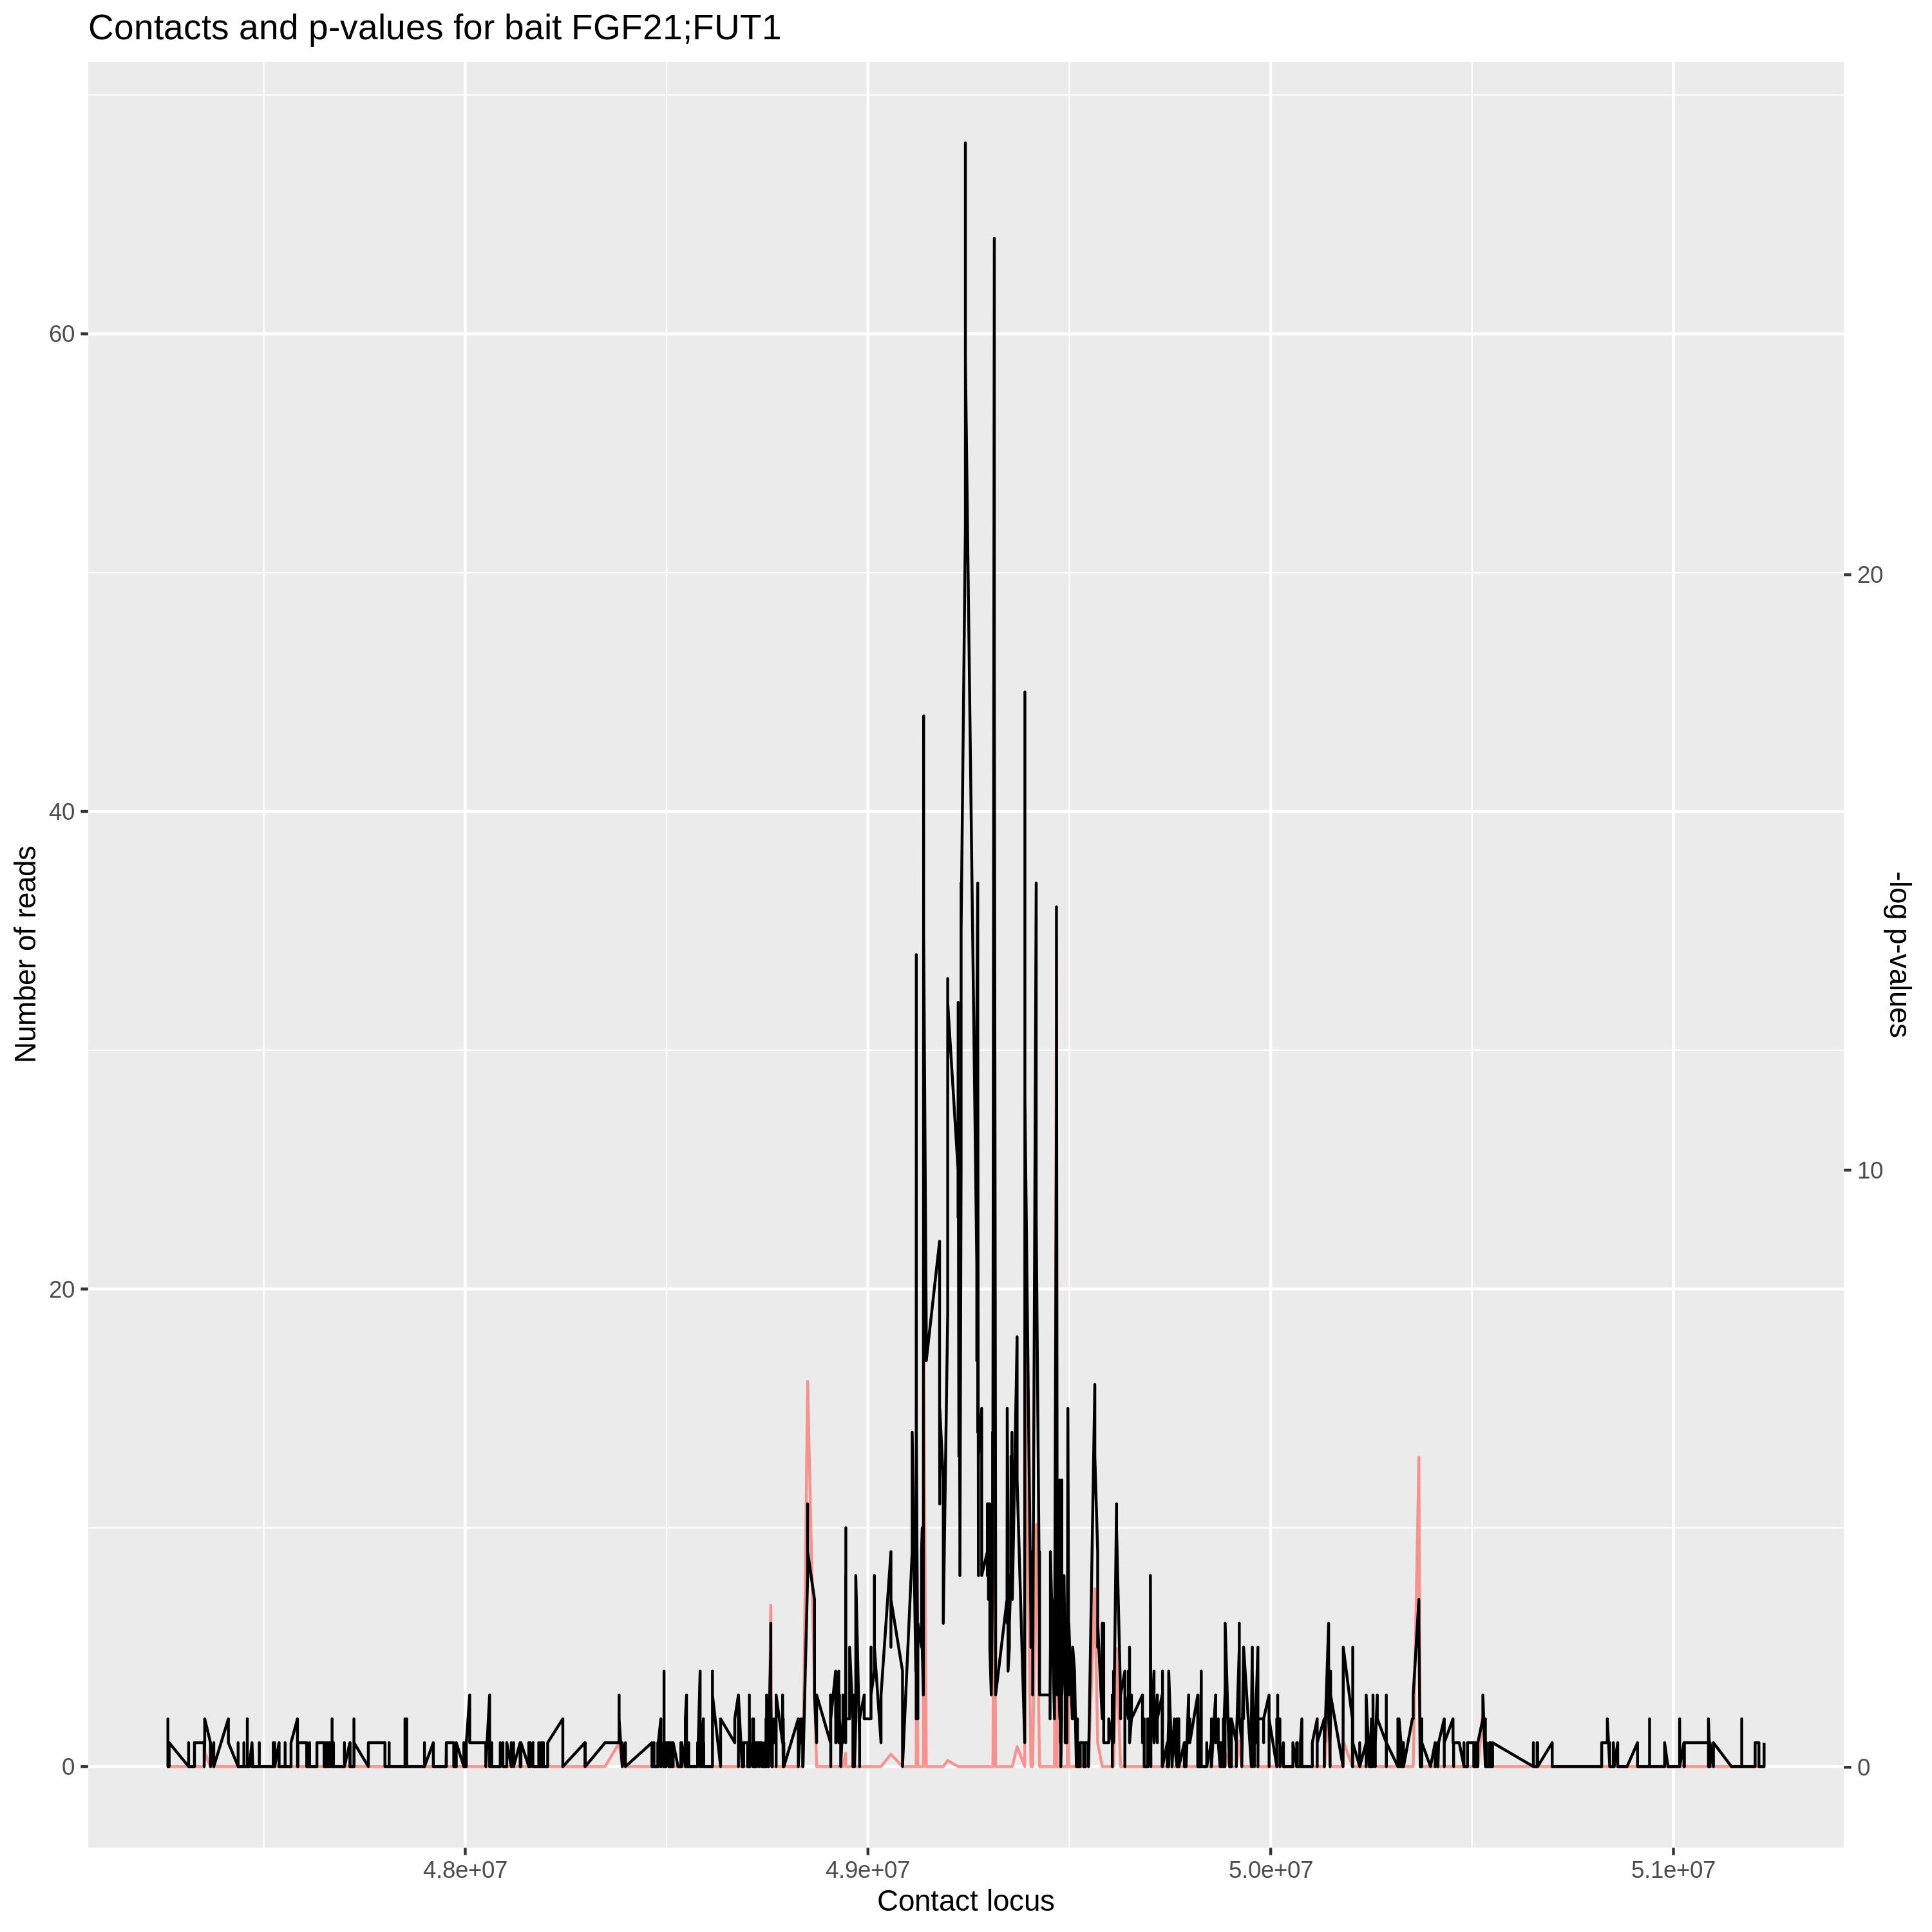 Contacts and p-values for bait FGF21;FUT1
60
40
20
0
Number of reads
20
10
0
-log p-values
4.8e+07
4.9e+07
5.0e+07
5.1e+07
Contact locus